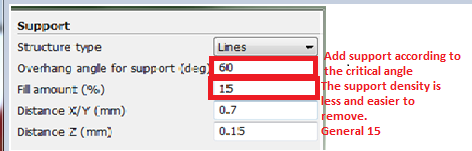 Support
Structure type Lines
Overhang angle for support (deg) 60
Fill amount (%) 15
Distance X/Y (mm) 0.7
Distance Z (mm) 0.15
Add support according to
the critical angle
The support density is
less and easier to
remove.
General 15